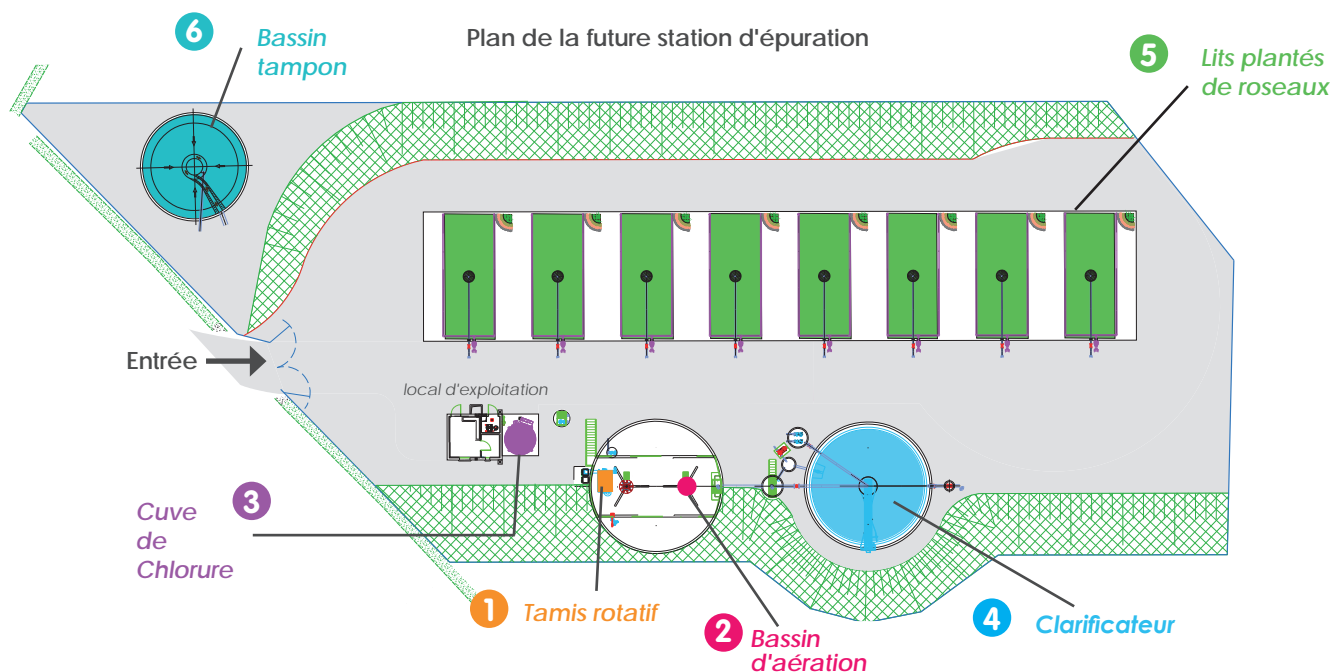 Plan de la future station d'épuration
6
Bassin
tampon
5
Lits plantés
de roseaux
Entrée
local d'exploitation
3
Cuve
de
Chlorure
1
Tamis rotatif
2
Bassin
d'aération
4
Clarificateur